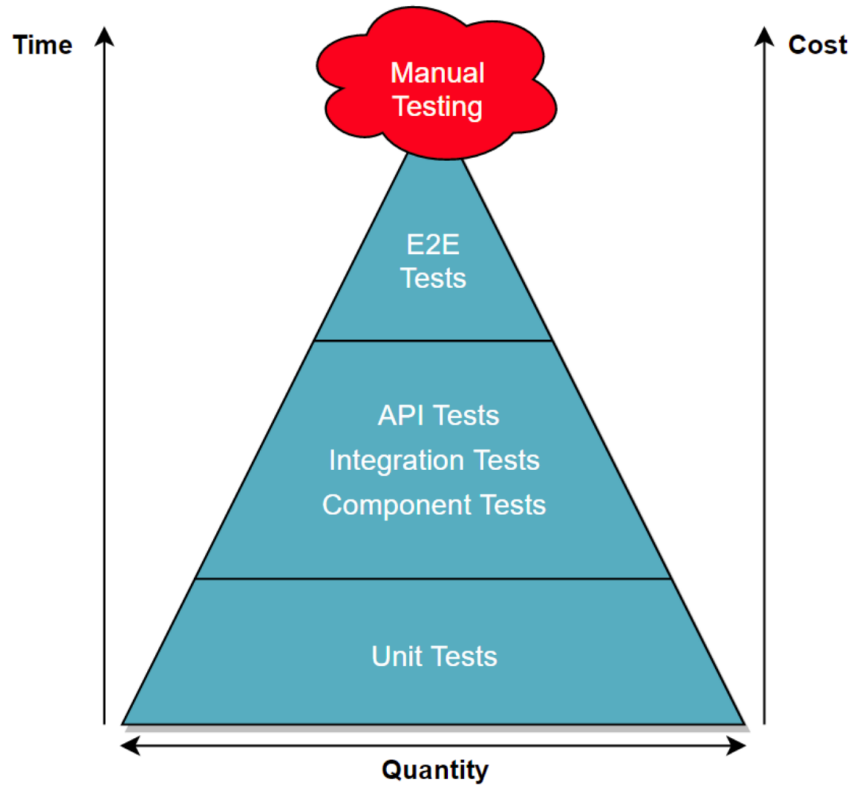 Time
Cost
Manual
Testing
E2E
Tests
API Tests
Integration Tests
Component Tests
Unit Tests
Quantity